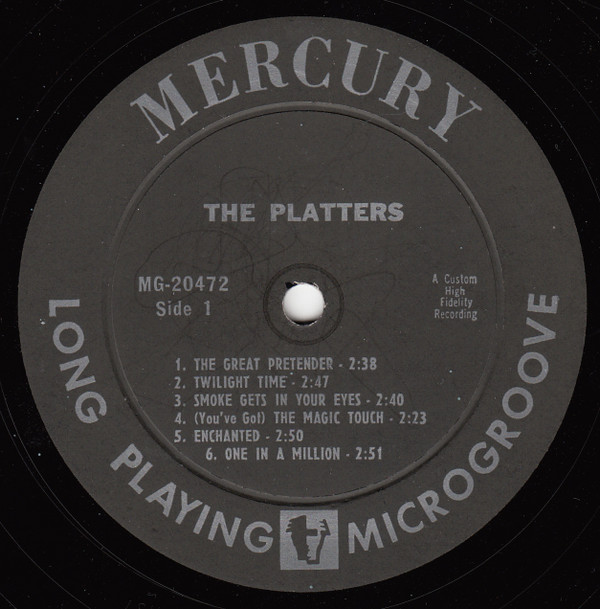 MERCURY
THE PLATTERS
MG-20472
Side 1
A Custom
High
Fidelity
Recording
1. THE GREAT PRETENDER - 2:38
2. TWILIGHT TIME - 2:47
3. SMOKE GETS IN YOUR EYES - 2:40
4. (You've Got) THE MAGIC TOUCH - 2:23
5. ENCHANTED - 2:50
6. ONE IN A MILLION - 2:51
LONG PLAYING MICROGROOVE